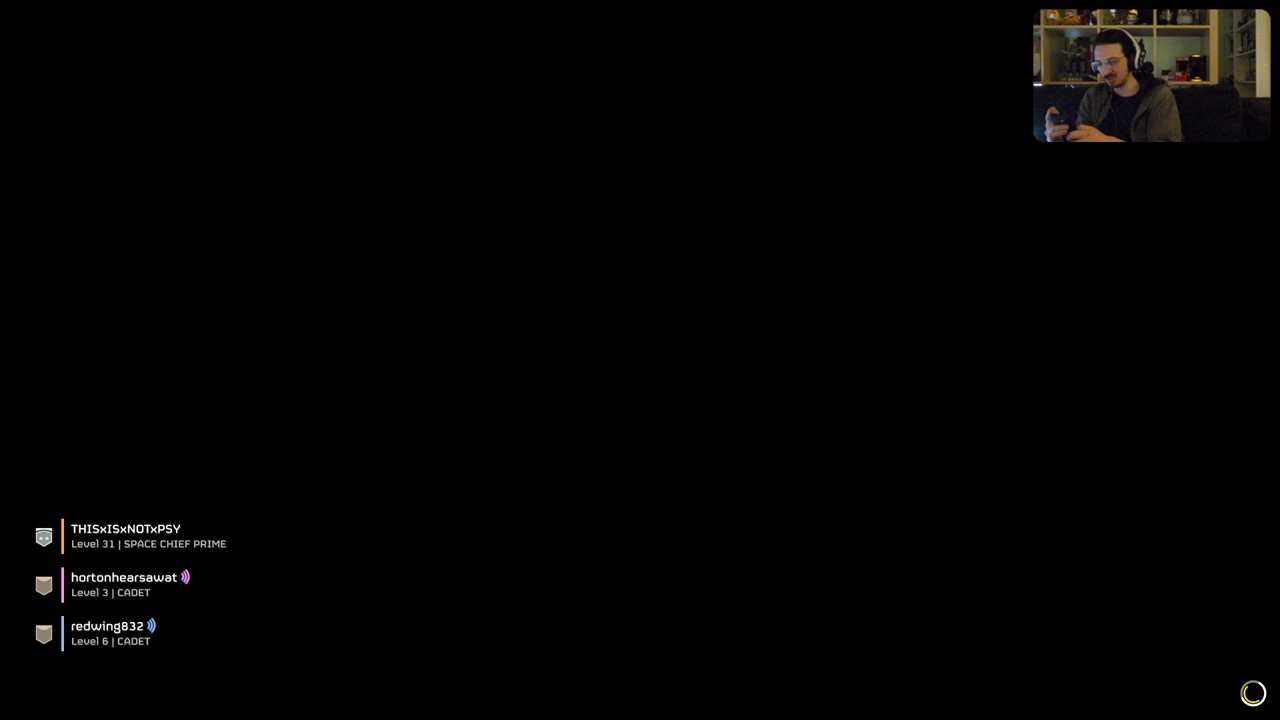 THISxISxNOTxPSY
Level 31 | SPACE CHIEF PRIME
hortonhearsawat
Level 3 | CADET
redwing832
Level 6 | CADET